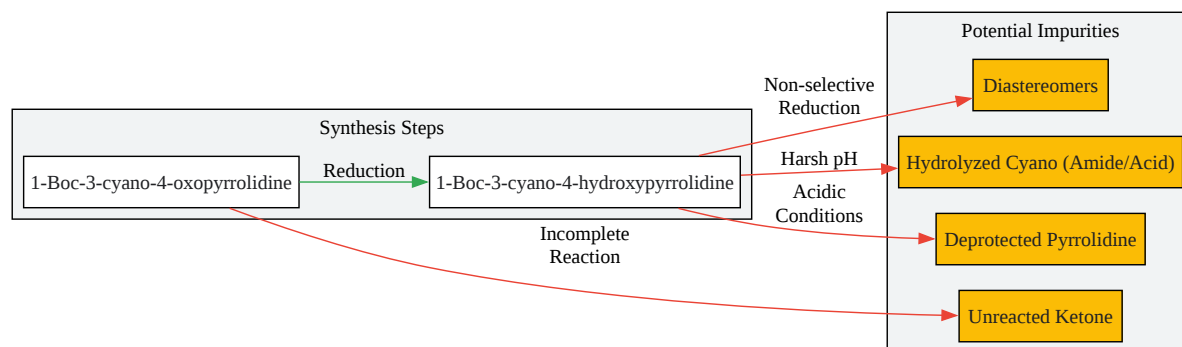 Potential Impurities
Diastereomers
Non-selective
Reduction
Synthesis Steps
1-Boc-3-cyano-4-oxopyrrolidine
Reduction
1-Boc-3-cyano-4-hydroxypyrrolidine
Harsh pH
Hydrolyzed Cyano (Amide/Acid)
Acidic
Conditions
Deprotected Pyrrolidine
Incomplete
Reaction
Unreacted Ketone